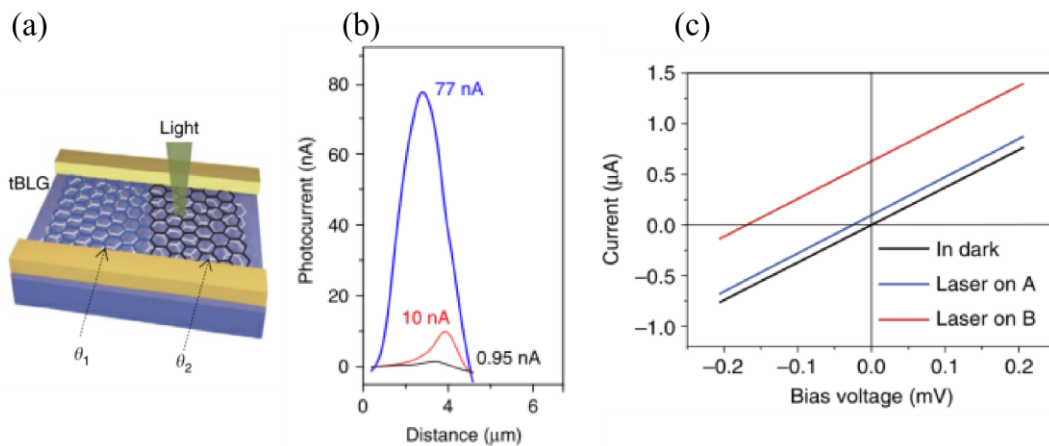 (a)
Light
tBLG
θ1
θ2
(b)
Photocurrent (nA)
80
60
40
20
0
77 nA
10 nA
0.95 nA
0 4 6
Distance (μm)
(c)
Current (μA)
1.5
1.0
0.5
0.0
−0.5
−1.0
In dark
Laser on A
Laser on B
−0.2 −0.1 0.0 0.1 0.2
Bias voltage (mV)